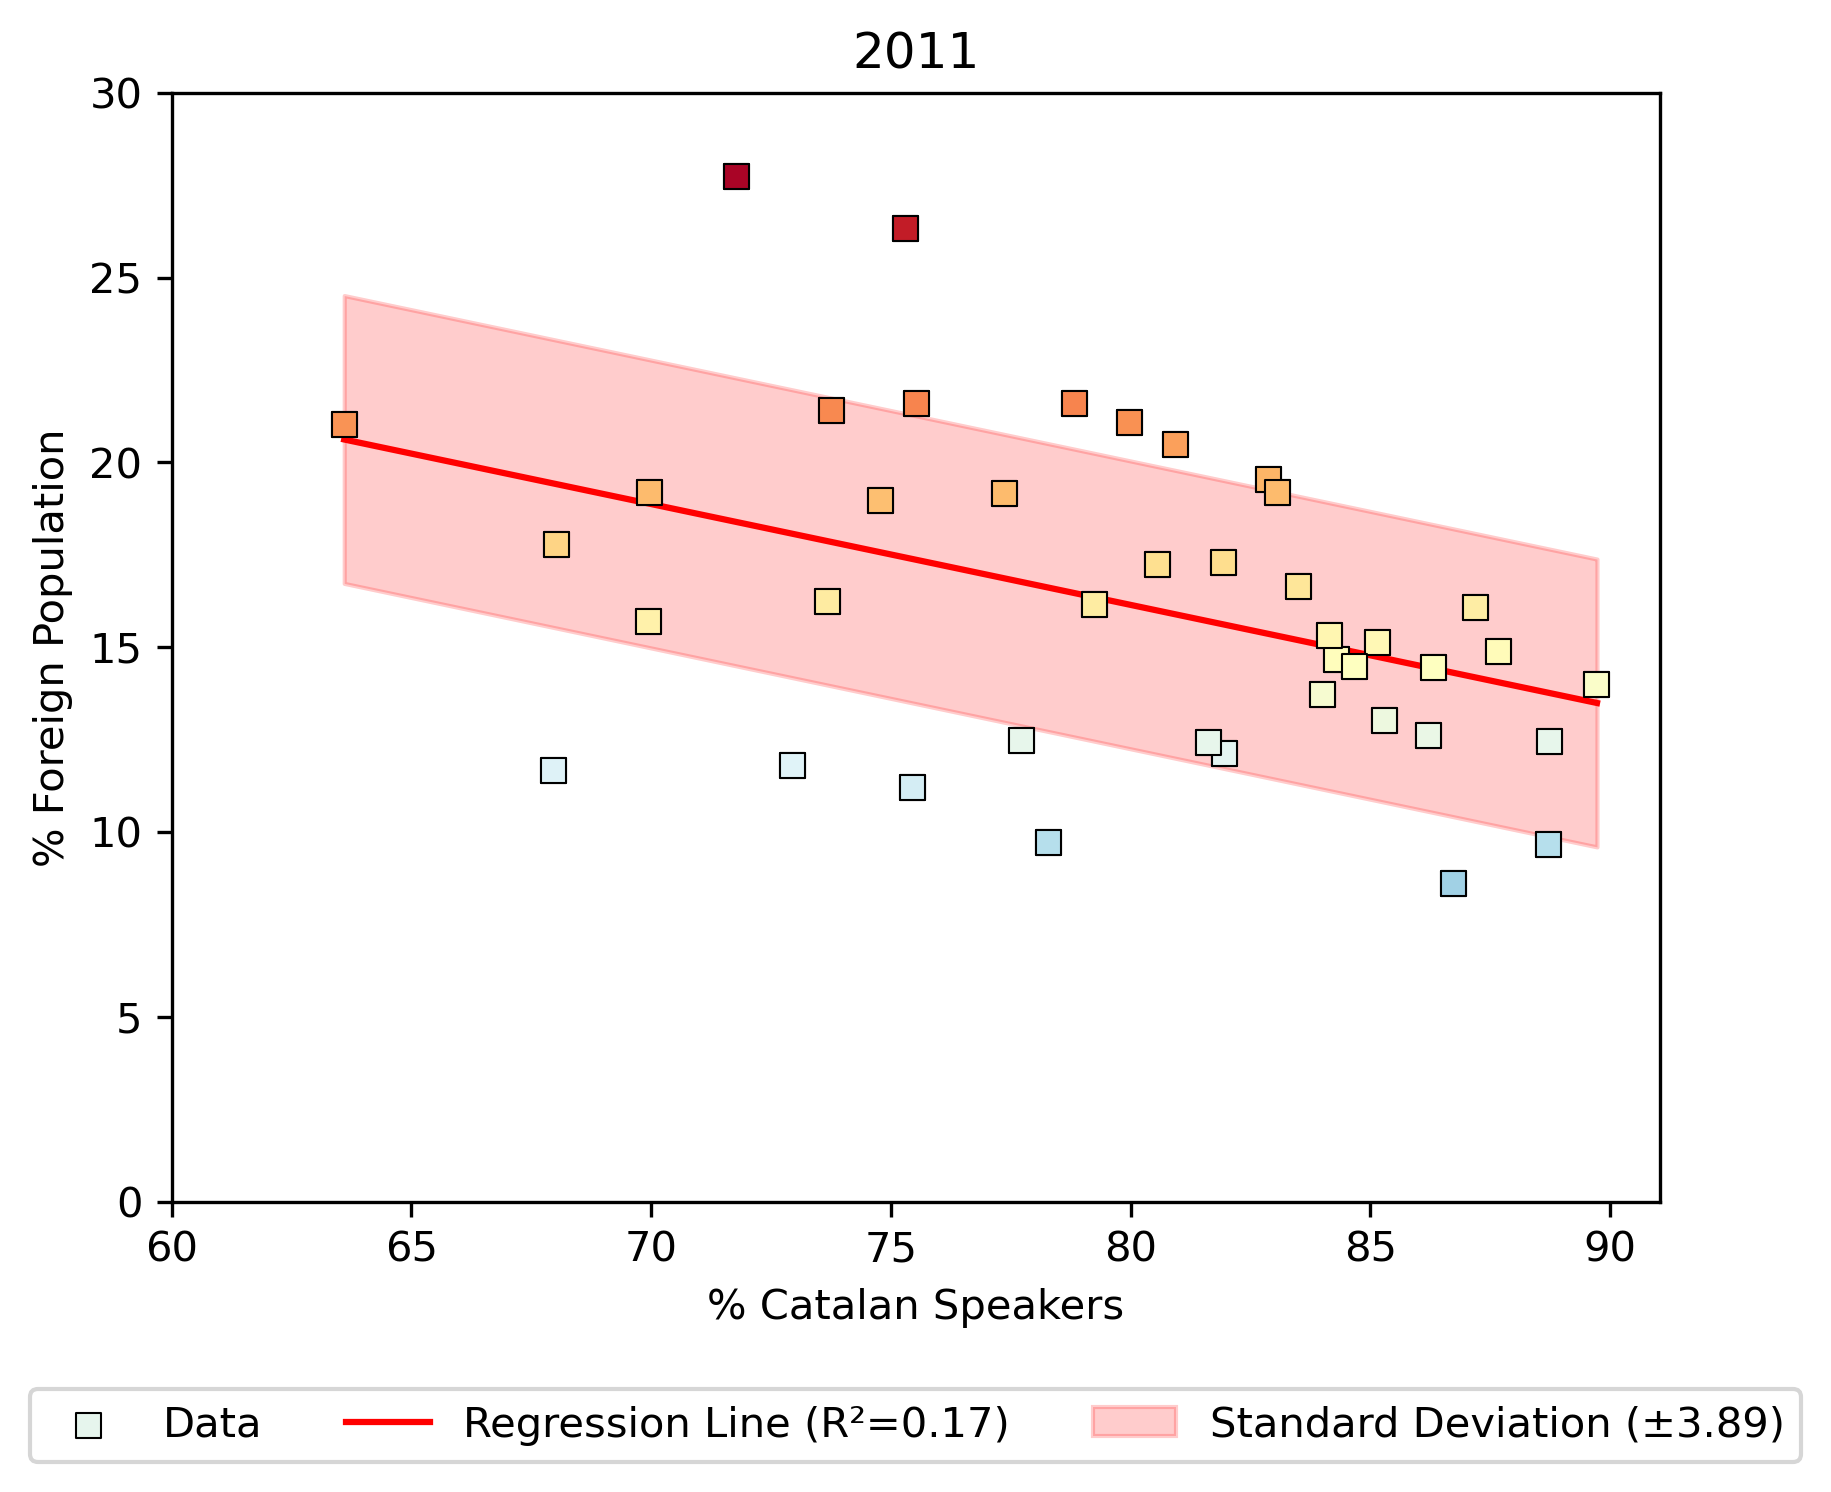 2011
30
25
20
15
10
5
0
% Foreign Population
60 65 70 75 80 85 90
% Catalan Speakers
Data Regression Line (R²=0.17) Standard Deviation (±3.89)